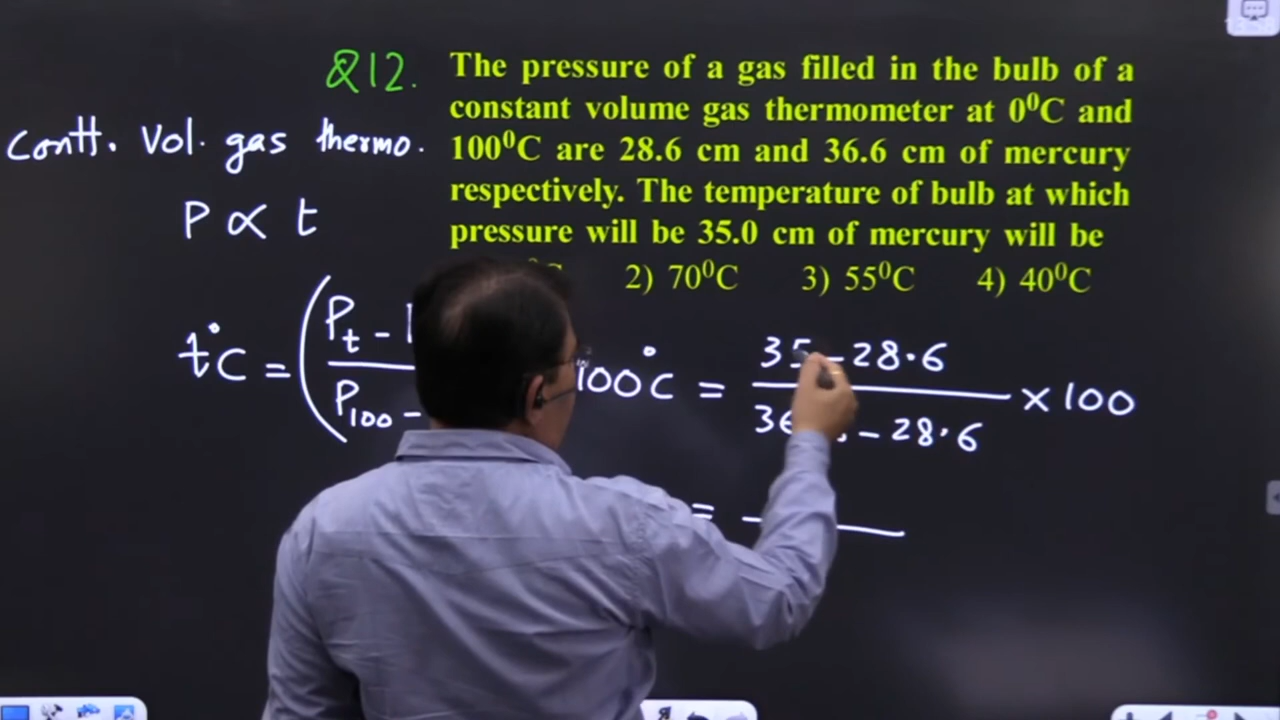 Q12.
The pressure of a gas filled in the bulb of a
constant volume gas thermometer at 0⁰C and
100⁰C are 28.6 cm and 36.6 cm of mercury
respectively. The temperature of bulb at which
pressure will be 35.0 cm of mercury will be
2) 70⁰C 3) 55⁰C 4) 40⁰C
Contt. Vol. gas thermo.
P ∝ t
t°C = (Pt - 
P100 -
100°C = 35 - 28.6
- 28.6
× 100
=